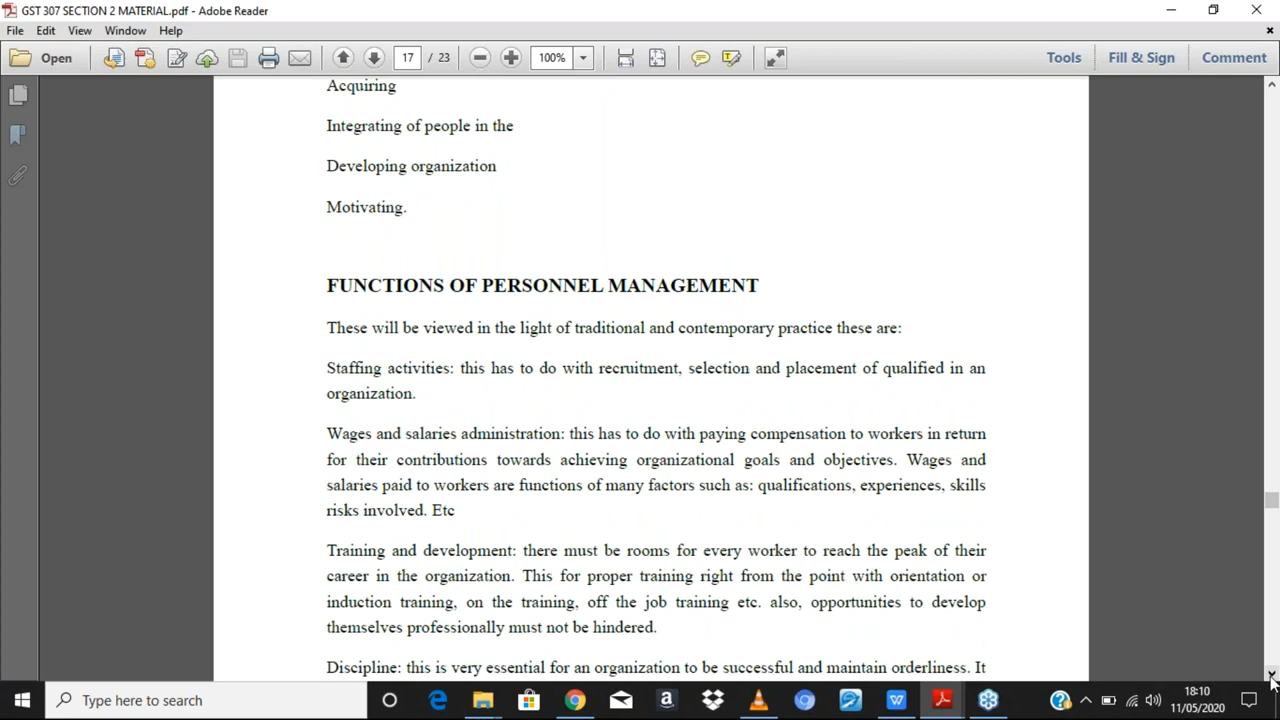 GST 307 SECTION 2 MATERIAL.pdf - Adobe Reader
File Edit View Window Help
Open 17 / 23 100% Tools Fill & Sign Comment
Acquiring
Integrating of people in the
Developing organization
Motivating.
FUNCTIONS OF PERSONNEL MANAGEMENT
These will be viewed in the light of traditional and contemporary practice these are:
Staffing activities: this has to do with recruitment, selection and placement of qualified in an
organization.
Wages and salaries administration: this has to do with paying compensation to workers in return
for their contributions towards achieving organizational goals and objectives. Wages and
salaries paid to workers are functions of many factors such as: qualifications, experiences, skills
risks involved. Etc
Training and development: there must be rooms for every worker to reach the peak of their
career in the organization. This for proper training right from the point with orientation or
induction training, on the training, off the job training etc. also, opportunities to develop
themselves professionally must not be hindered.
Discipline: this is very essential for an organization to be successful and maintain orderliness. It
Type here to search
18:10
11/05/2020